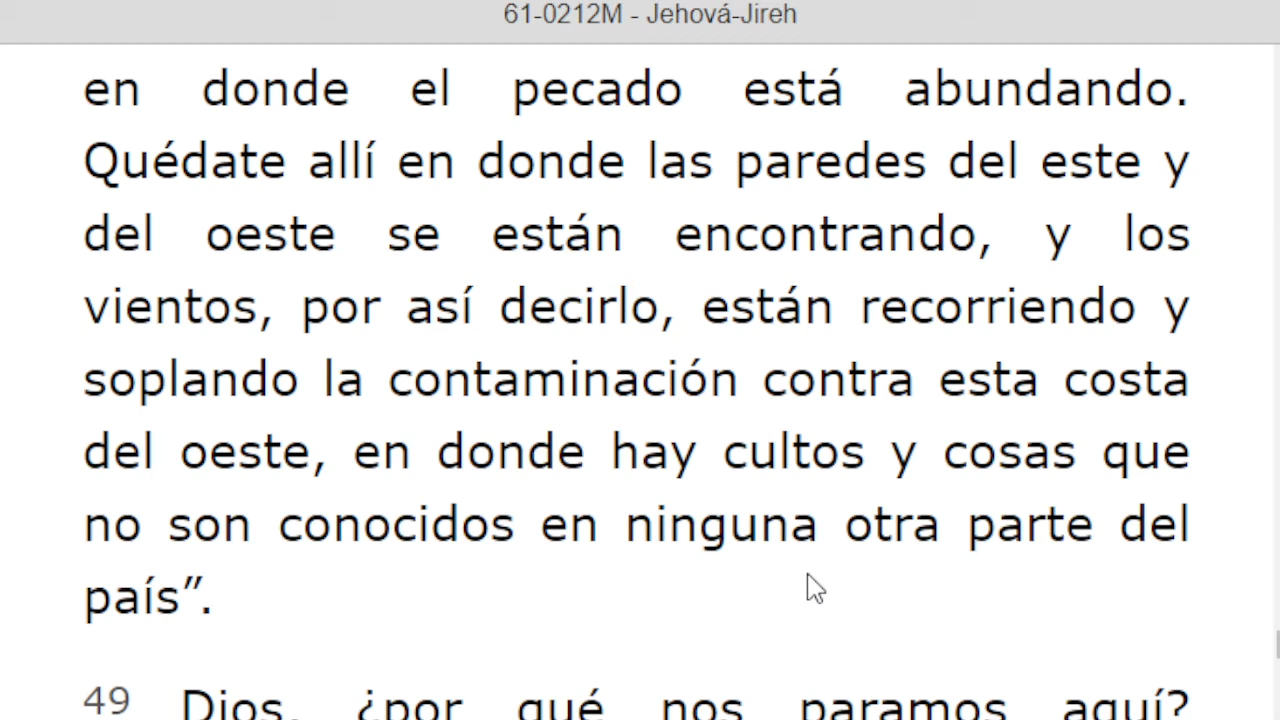 61-0212M - Jehová-Jireh
en donde el pecado está abundando.
Quédate allí en donde las paredes del este y
del oeste se están encontrando, y los
vientos, por así decirlo, están recorriendo y
soplando la contaminación contra esta costa
del oeste, en donde hay cultos y cosas que
no son conocidos en ninguna otra parte del
país”.
49 Dios, ¿por qué nos paramos aquí?